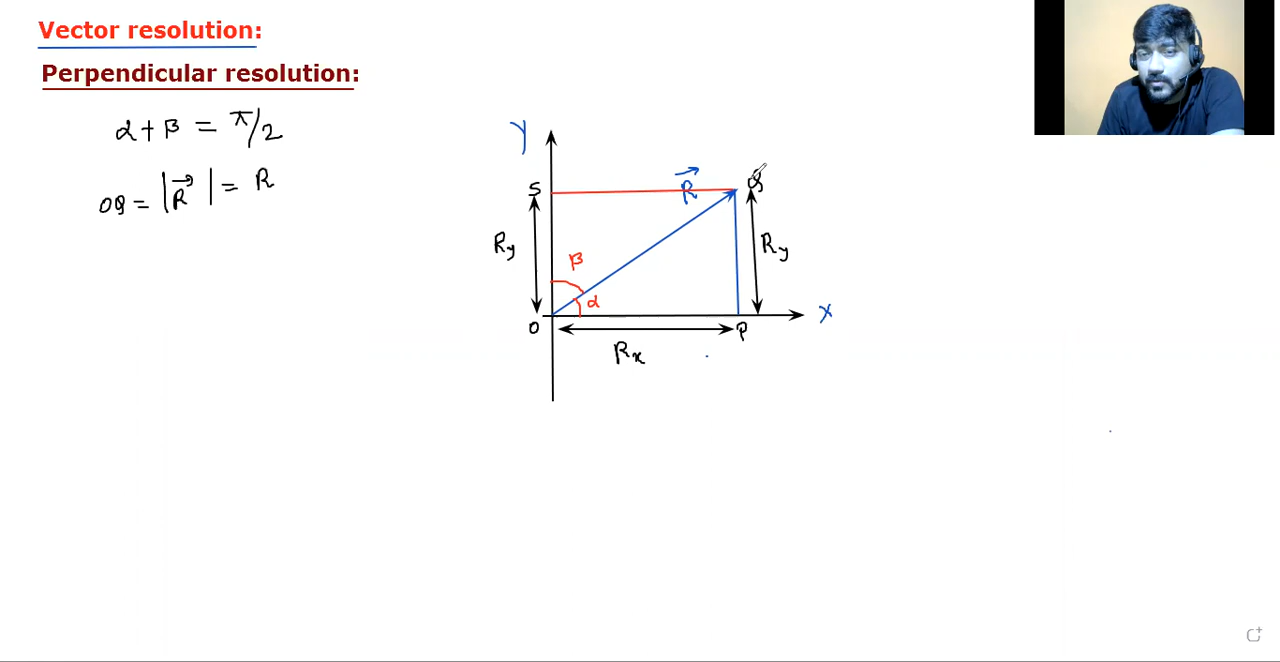 Vector resolution:
Perpendicular resolution:
α + β = π/2
OQ = |R⃗| = R
Y
S
R⃗
Q
Ry
β
Ry
α
O
P
X
Rx